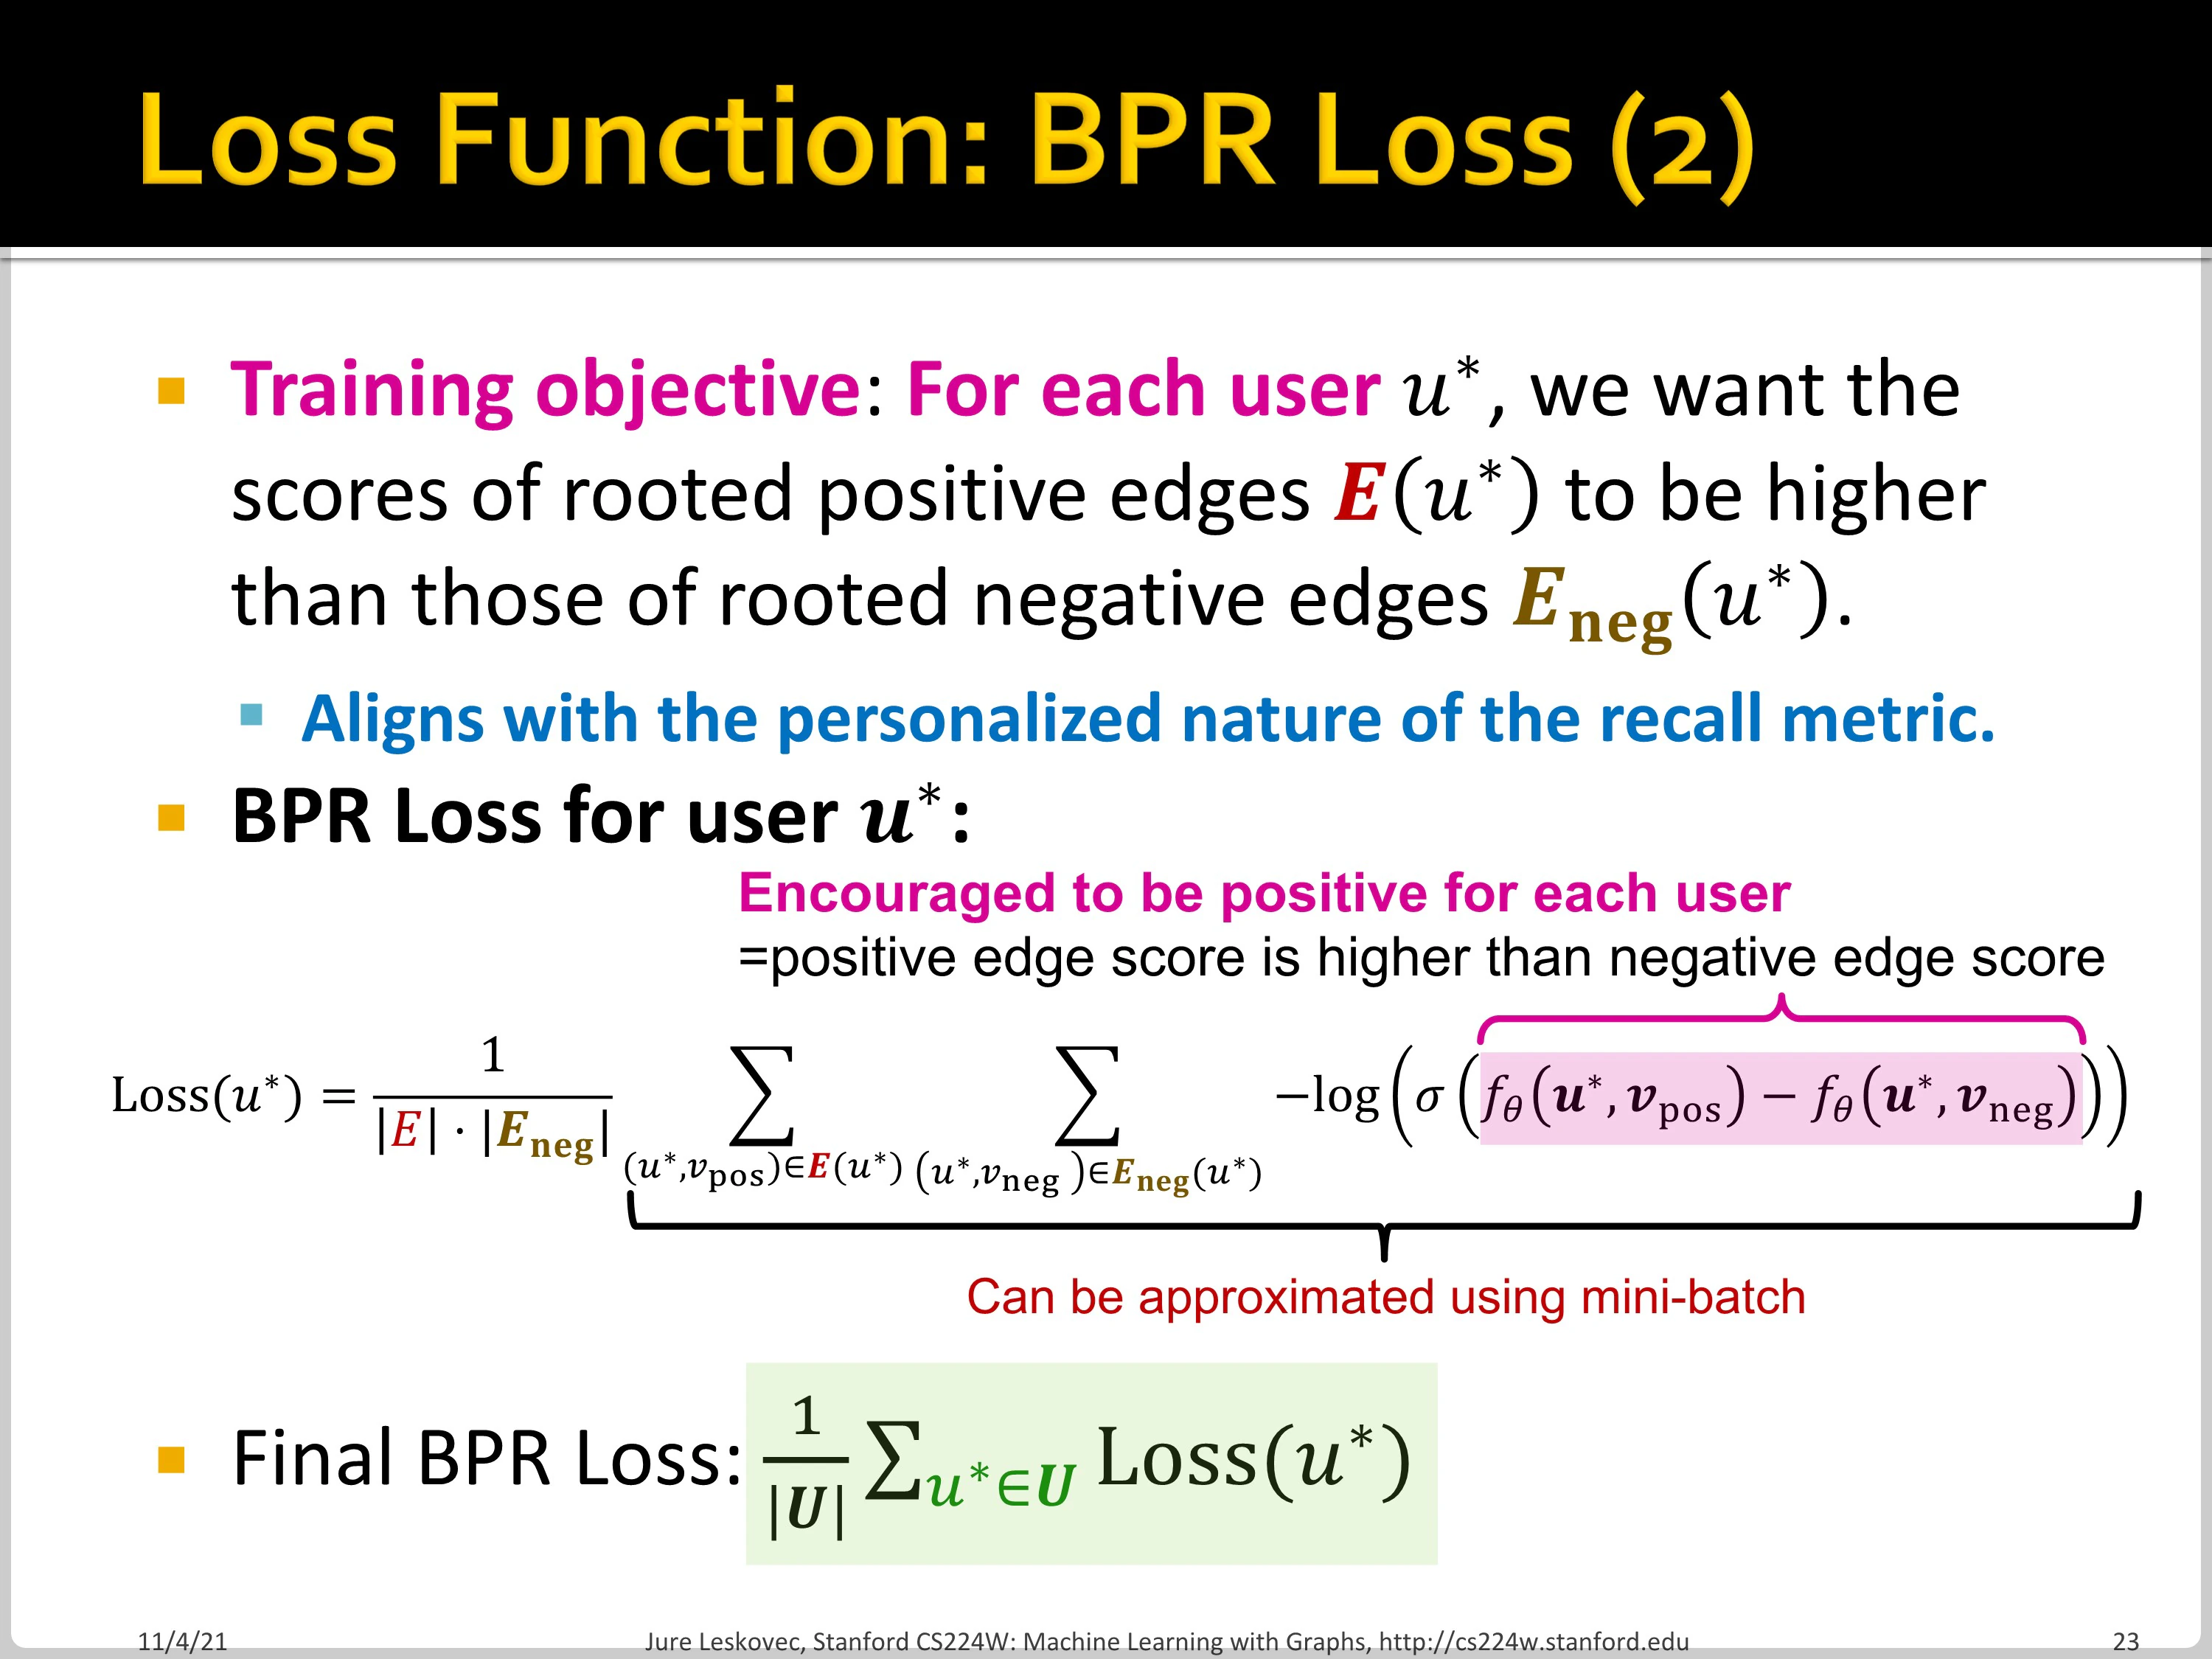 Loss Function: BPR Loss (2)
▪ Training objective: For each user u*, we want the
scores of rooted positive edges E(u*) to be higher
than those of rooted negative edges E_neg(u*).
▪ Aligns with the personalized nature of the recall metric.
▪ BPR Loss for user u*:
Encouraged to be positive for each user
=positive edge score is higher than negative edge score
Loss(u*) = 1 / (|E| · |E_neg|) ∑_{(u*,v_pos)∈E(u*)} ∑_{(u*,v_neg)∈E_neg(u*)} −log(σ(f_θ(u*, v_pos) − f_θ(u*, v_neg)))
Can be approximated using mini-batch
▪ Final BPR Loss: 1/|U| ∑_{u*∈U} Loss(u*)
11/4/21 Jure Leskovec, Stanford CS224W: Machine Learning with Graphs, http://cs224w.stanford.edu 23